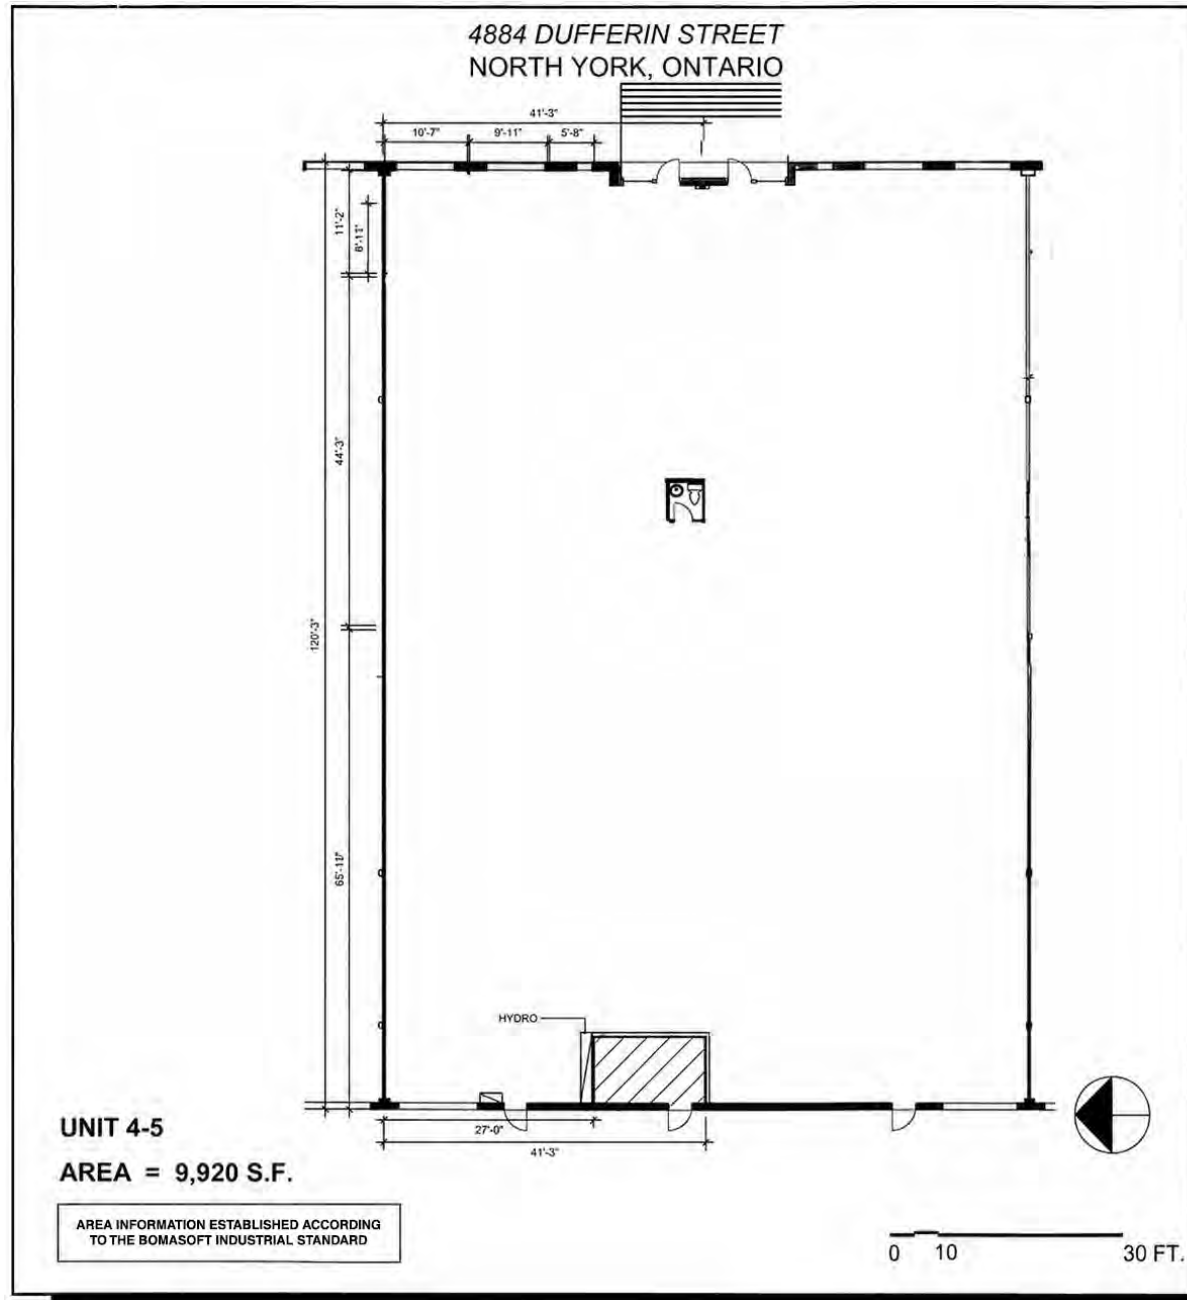 4884 DUFFERIN STREET
NORTH YORK, ONTARIO
41'-3"
10'-7"
9'-11"
5'-8"
11'-2"
8'-11"
44'-3"
120'-3"
65'-11"
HYDRO
27'-0"
41'-3"
UNIT 4-5
AREA = 9,920 S.F.
AREA INFORMATION ESTABLISHED ACCORDING
TO THE BOMASOFT INDUSTRIAL STANDARD
0 10 30 FT.